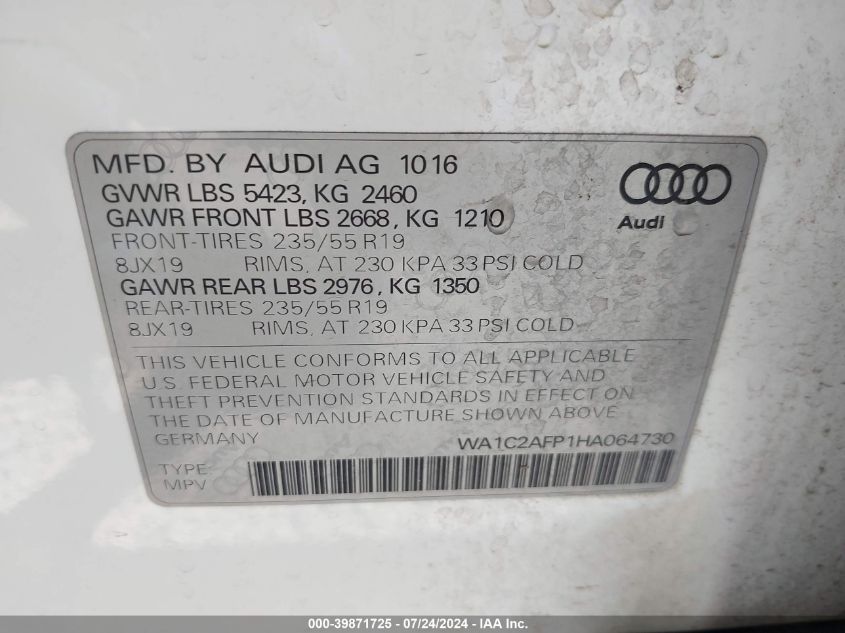 MFD. BY AUDI AG 1016
GVWR LBS 5423, KG 2460
GAWR FRONT LBS 2668, KG 1210
FRONT-TIRES 235/55 R19
8JX19 RIMS, AT 230 KPA 33 PSI COLD
GAWR REAR LBS 2976, KG 1350
REAR-TIRES 235/55 R19
8JX19 RIMS, AT 230 KPA 33 PSI COLD
Audi
THIS VEHICLE CONFORMS TO ALL APPLICABLE
U.S. FEDERAL MOTOR VEHICLE SAFETY AND
THEFT PREVENTION STANDARDS IN EFFECT ON
THE DATE OF MANUFACTURE SHOWN ABOVE
GERMANY WA1C2AFP1HA064730
TYPE:
MPV
000-39871725 - 07/24/2024 - IAA Inc.